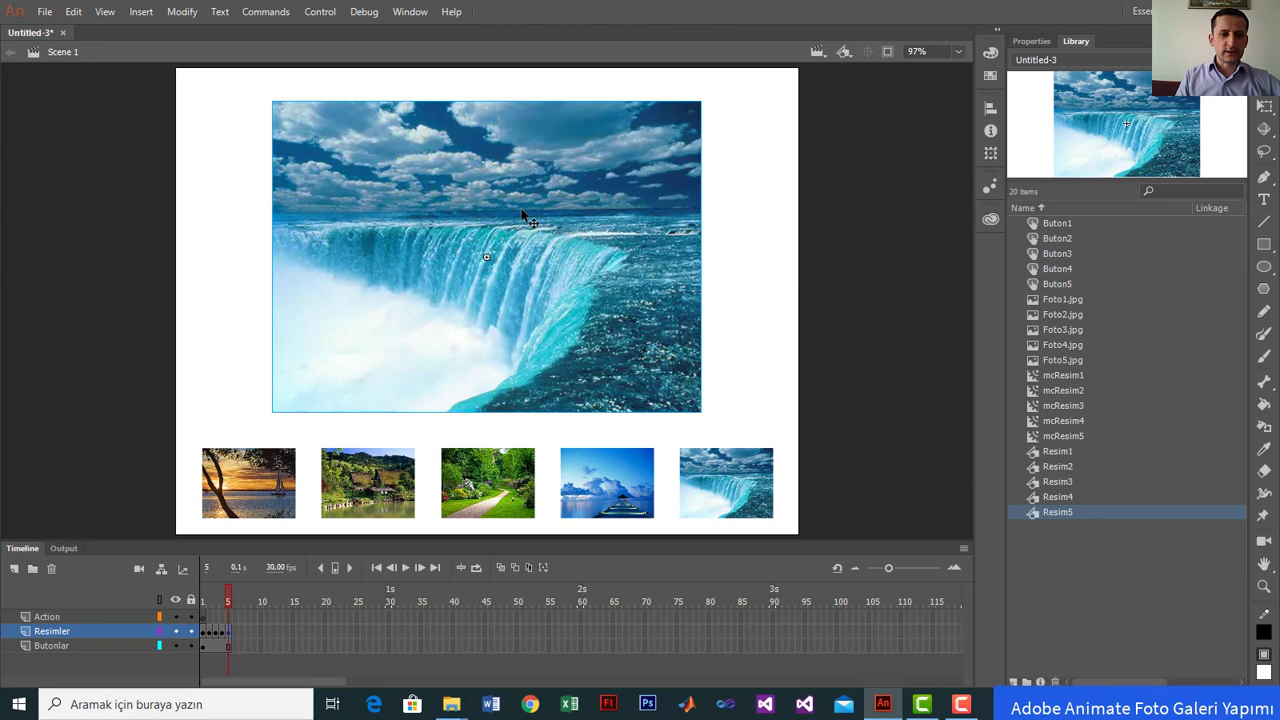 An File Edit View Insert Modify Text Commands Control Debug Window Help Esse
Untitled-3* ×
Scene 1 97%
Properties Library
Untitled-3
20 items
Name Linkage
Buton1
Buton2
Buton3
Buton4
Buton5
Foto1.jpg
Foto2.jpg
Foto3.jpg
Foto4.jpg
Foto5.jpg
mcResim1
mcResim2
mcResim3
mcResim4
mcResim5
Resim1
Resim2
Resim3
Resim4
Resim5
Timeline Output
5 0.1 s 30.00 fps
1s 2s 3s
1 5 10 15 20 25 30 35 40 45 50 55 60 65 70 75 80 85 90 95 100 105 110 115
Action
Resimler
Butonlar
Aramak için buraya yazın
Adobe Animate Foto Galeri Yapımı